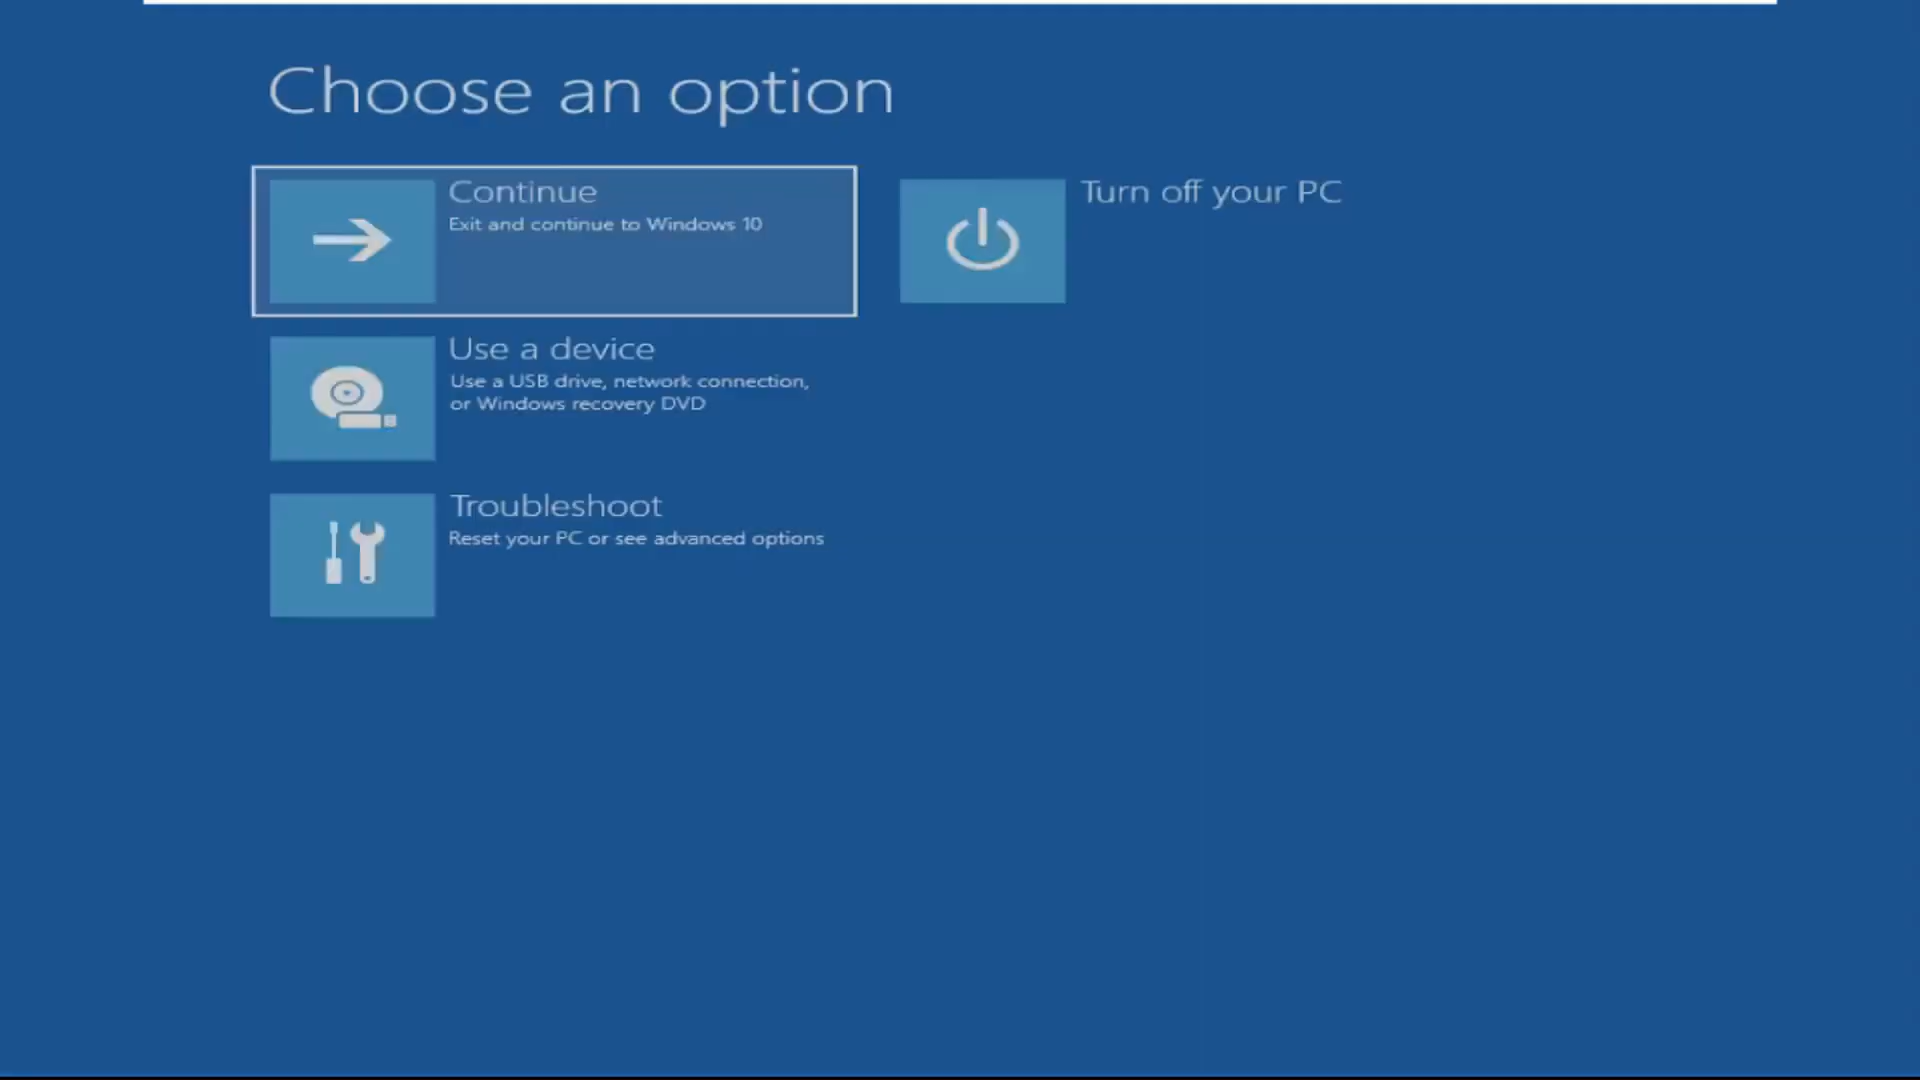 Choose an option
Continue
Exit and continue to Windows 10
Turn off your PC
Use a device
Use a USB drive, network connection,
or Windows recovery DVD
Troubleshoot
Reset your PC or see advanced options